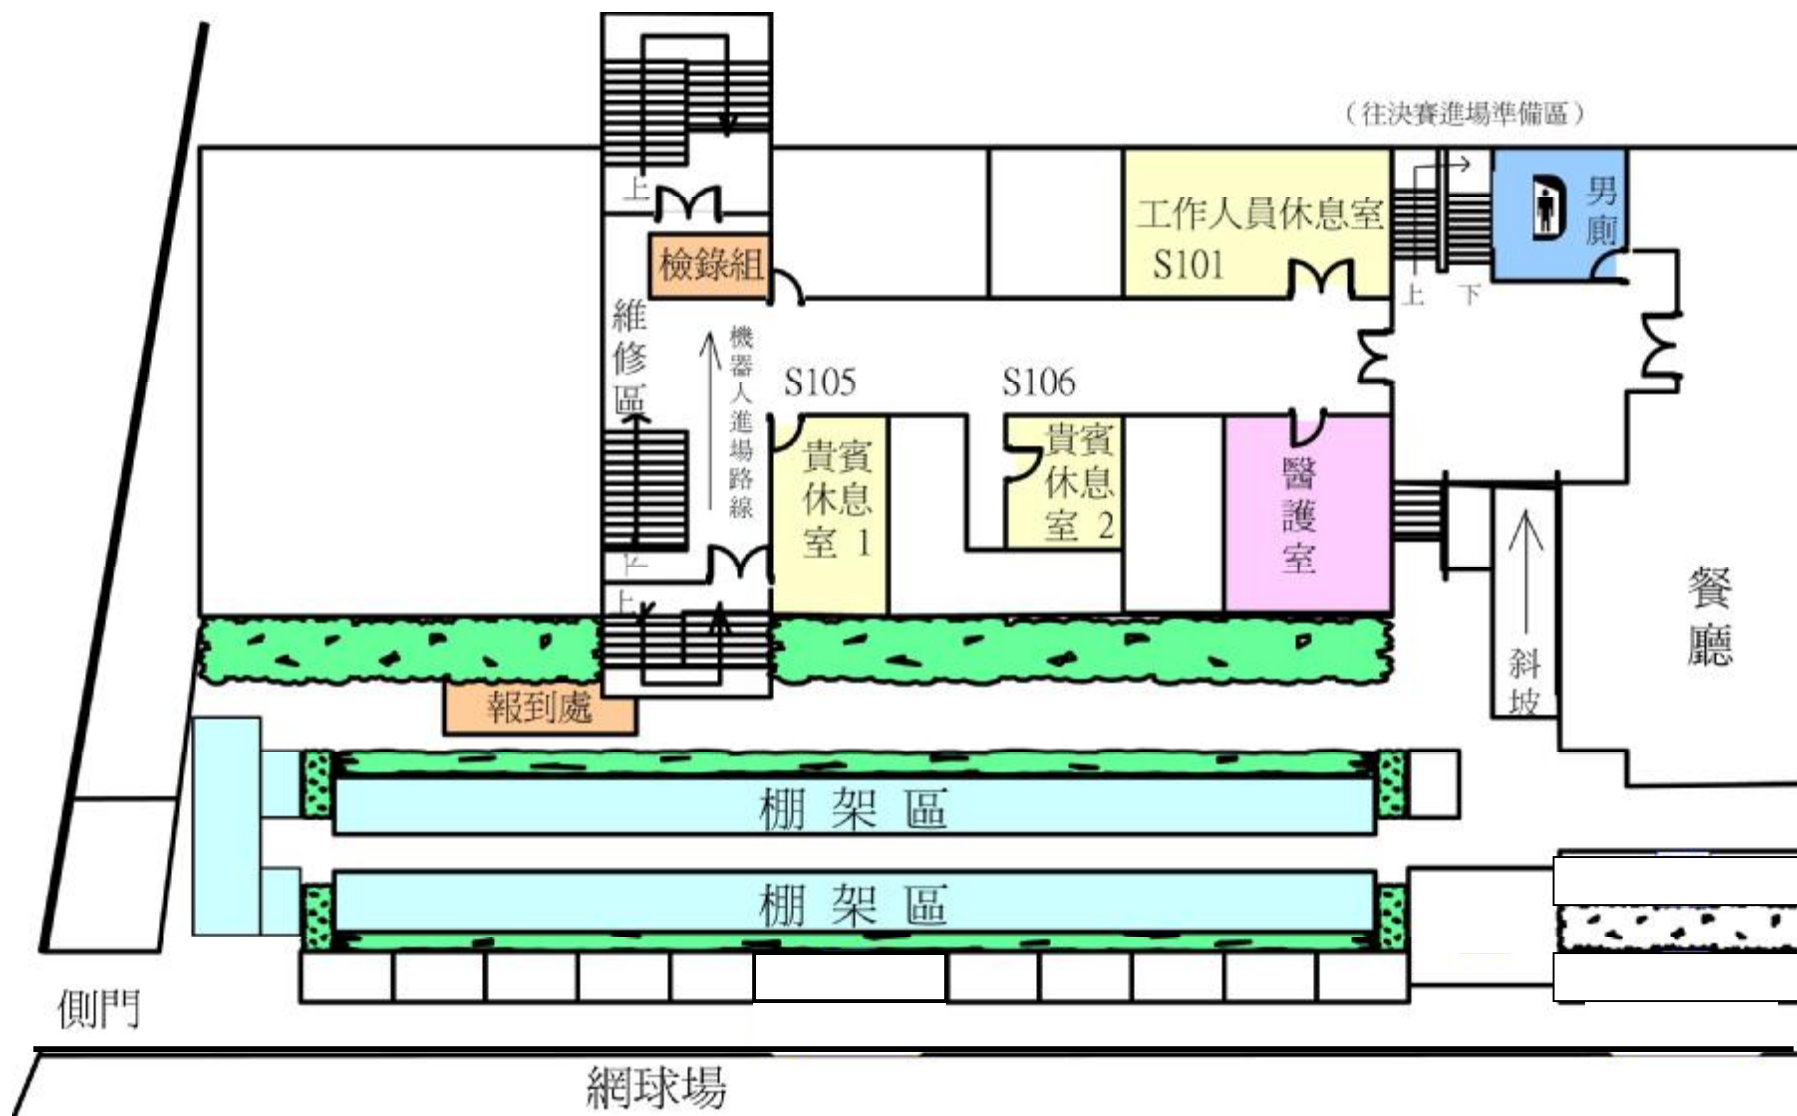 （往決賽進場準備區）
上
檢錄組
維修區
機器人進場路線
工作人員休息室
S101
上
下
男廁
S105
S106
貴賓
休息
室 1
貴賓
休息
室 2
醫護室
下
上
餐廳
斜坡
報到處
棚架區
棚架區
側門
網球場